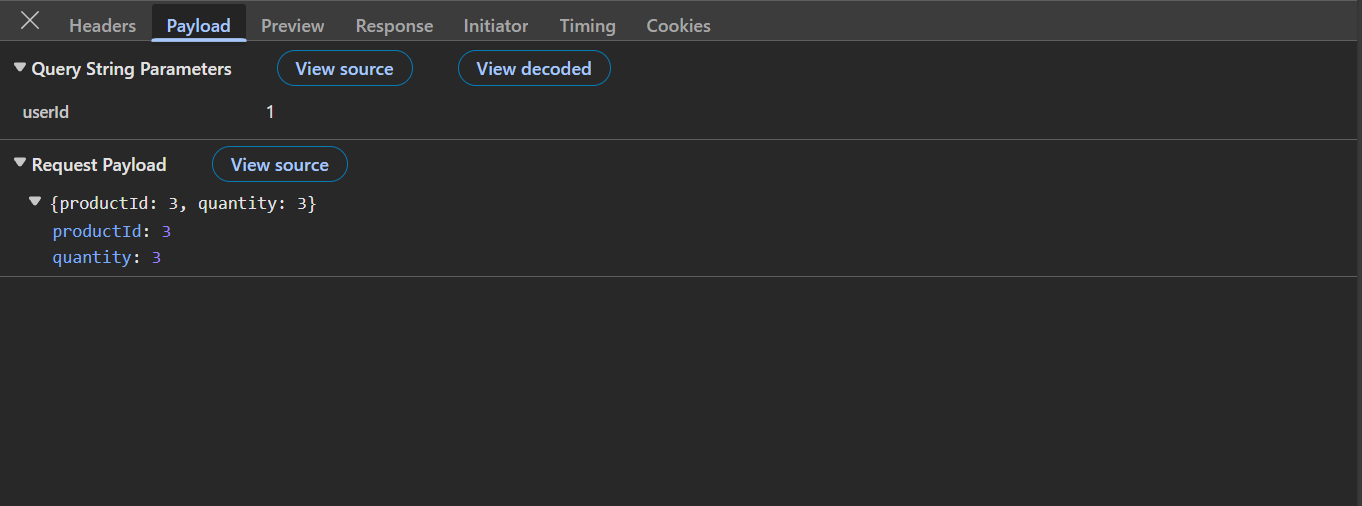 Headers Payload Preview Response Initiator Timing Cookies
Query String Parameters View source View decoded
userId 1
Request Payload View source
{productId: 3, quantity: 3}
productId: 3
quantity: 3